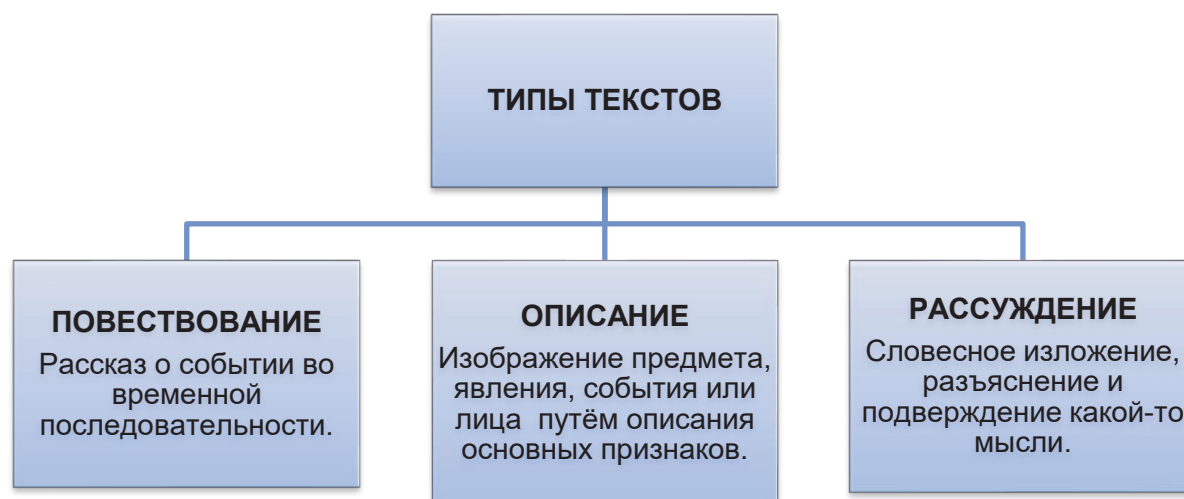 ТИПЫ ТЕКСТОВ
ПОВЕСТВОВАНИЕ
Рассказ о событии во
временной
последовательности.
ОПИСАНИЕ
Изображение предмета,
явления, события или
лица путём описания
основных признаков.
РАССУЖДЕНИЕ
Словесное изложение,
разъяснение и
подверждение какой-то
мысли.